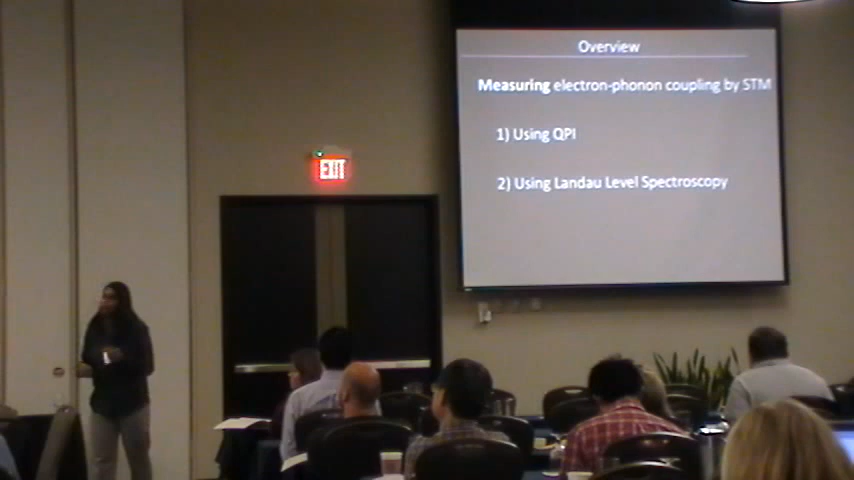 Overview
Measuring electron-phonon coupling by STM
1) Using QPI
2) Using Landau Level Spectroscopy
EXIT